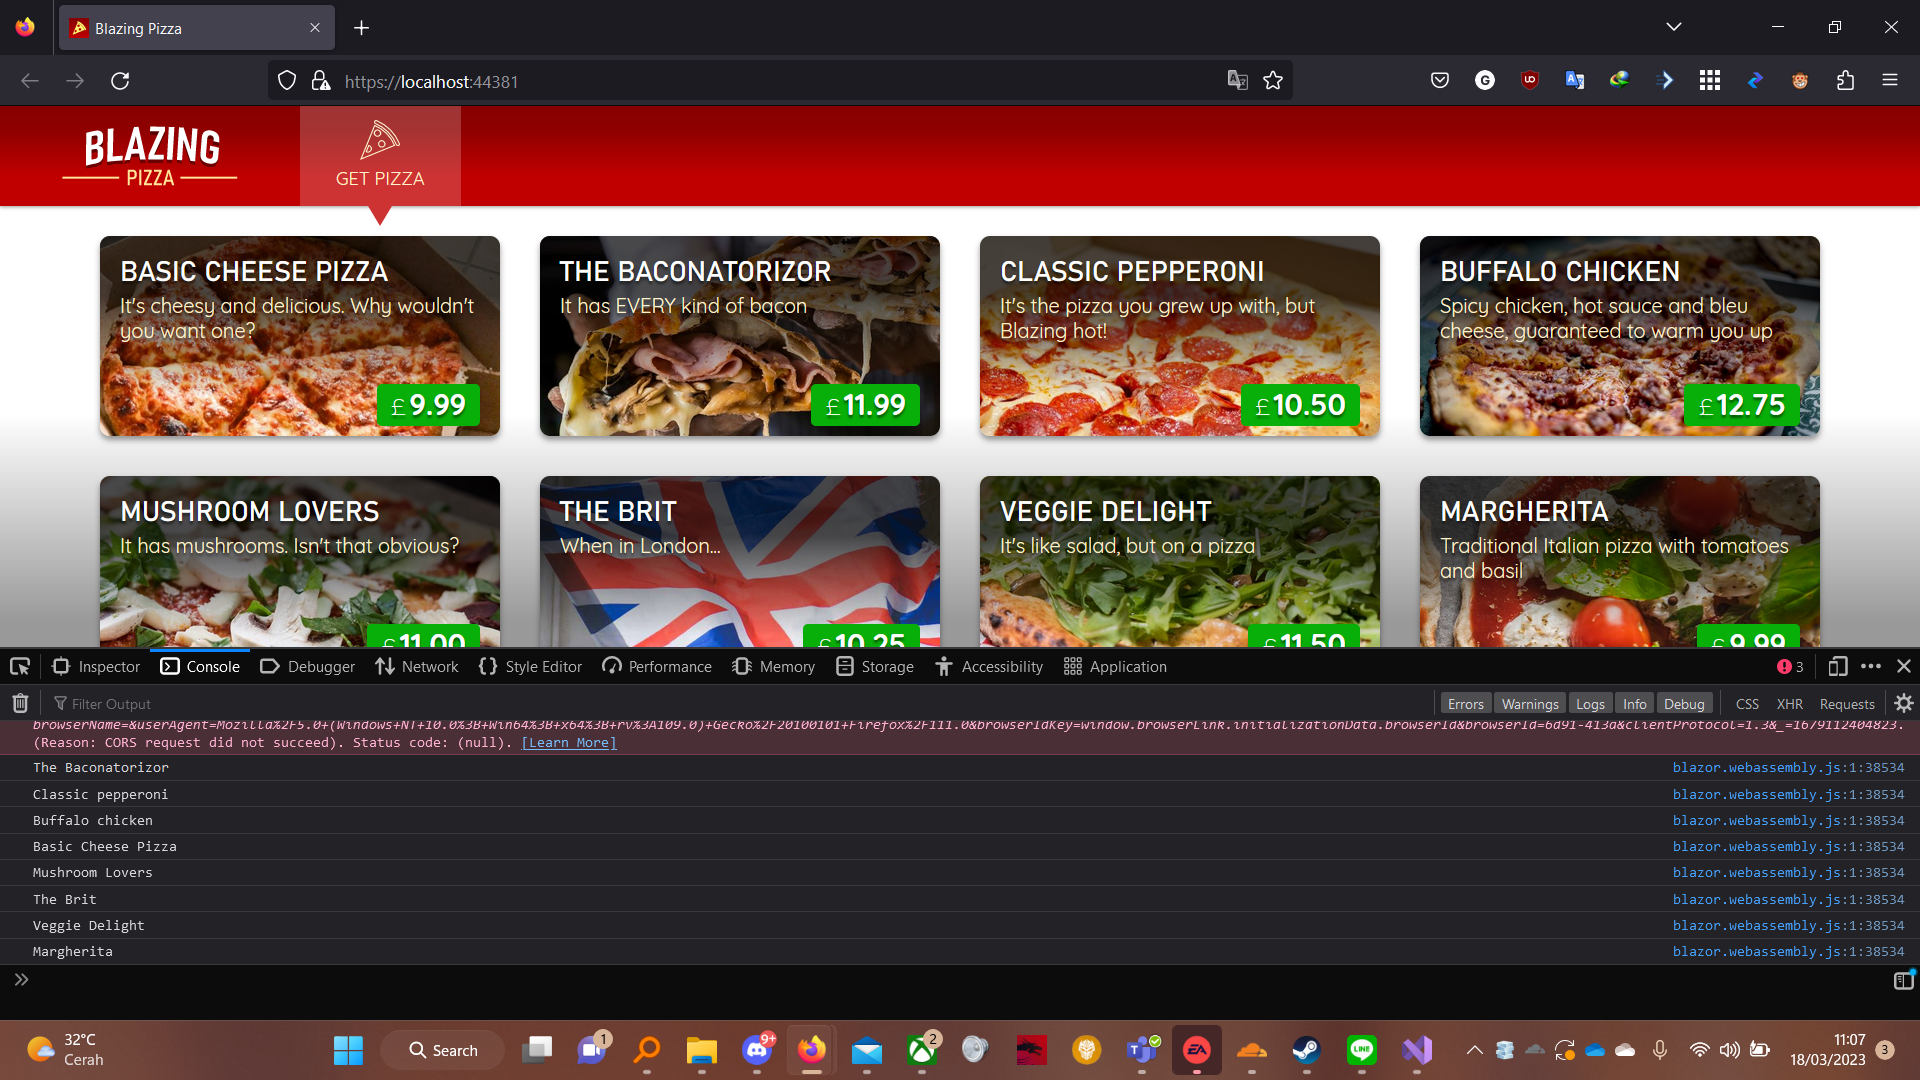 Blazing Pizza
https://localhost:44381
BLAZING
PIZZA
GET PIZZA
BASIC CHEESE PIZZA
It's cheesy and delicious. Why wouldn't
you want one?
£9.99
THE BACONATORIZOR
It has EVERY kind of bacon
£11.99
CLASSIC PEPPERONI
It's the pizza you grew up with, but
Blazing hot!
£10.50
BUFFALO CHICKEN
Spicy chicken, hot sauce and bleu
cheese, guaranteed to warm you up
£12.75
MUSHROOM LOVERS
It has mushrooms. Isn't that obvious?
£11.00
THE BRIT
When in London...
£10.25
VEGGIE DELIGHT
It's like salad, but on a pizza
£11.50
MARGHERITA
Traditional Italian pizza with tomatoes
and basil
£9.99
Inspector Console Debugger Network Style Editor Performance Memory Storage Accessibility Application 3
Filter Output Errors Warnings Logs Info Debug CSS XHR Requests
browserName=&userAgent=Mozilla%2F5.0+(Windows+NT+10.0%3B+Win64%3B+x64%3B+rv%3A109.0)+Gecko%2F20100101+Firefox%2F111.0&browserIdKey=window.browserLink.initializationData.browserId&browserId=6d91-413a&clientProtocol=1.3&_=1679112404823.
(Reason: CORS request did not succeed). Status code: (null). [Learn More]
The Baconatorizor blazor.webassembly.js:1:38534
Classic pepperoni blazor.webassembly.js:1:38534
Buffalo chicken blazor.webassembly.js:1:38534
Basic Cheese Pizza blazor.webassembly.js:1:38534
Mushroom Lovers blazor.webassembly.js:1:38534
The Brit blazor.webassembly.js:1:38534
Veggie Delight blazor.webassembly.js:1:38534
Margherita blazor.webassembly.js:1:38534
32°C
Cerah
Search
1
9+
2
EA
LINE
11:07
18/03/2023
3